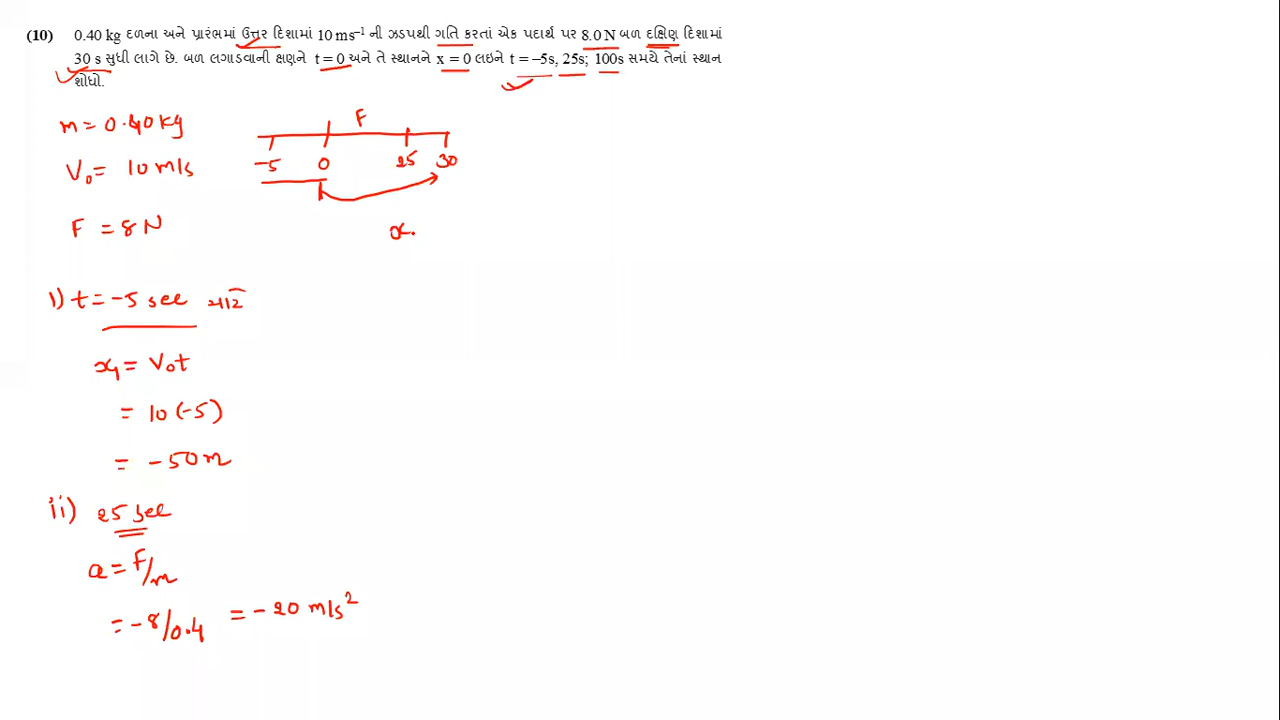 (10) 0.40 kg દળના અને પ્રારંભમાં ઉત્તર દિશામાં 10 ms⁻¹ ની ઝડપથી ગતિ કરતાં એક પદાર્થ પર 8.0 N બળ દક્ષિણ દિશામાં
30 s સુધી લાગે છે. બળ લગાડવાની ક્ષણને t = 0 અને તે સ્થાનને x = 0 લઇને t = –5s, 25s; 100s સમયે તેનાં સ્થાન
શોધો.
m = 0.40 kg
F
-5 0 25 30
V₀ = 10 m/s
F = 8 N
x.
i) t = -5 sec માટે
x₁ = V₀t
= 10 (-5)
= -50 m
ii) 25 sec
a = F/m
= -8/0.4 = -20 m/s²